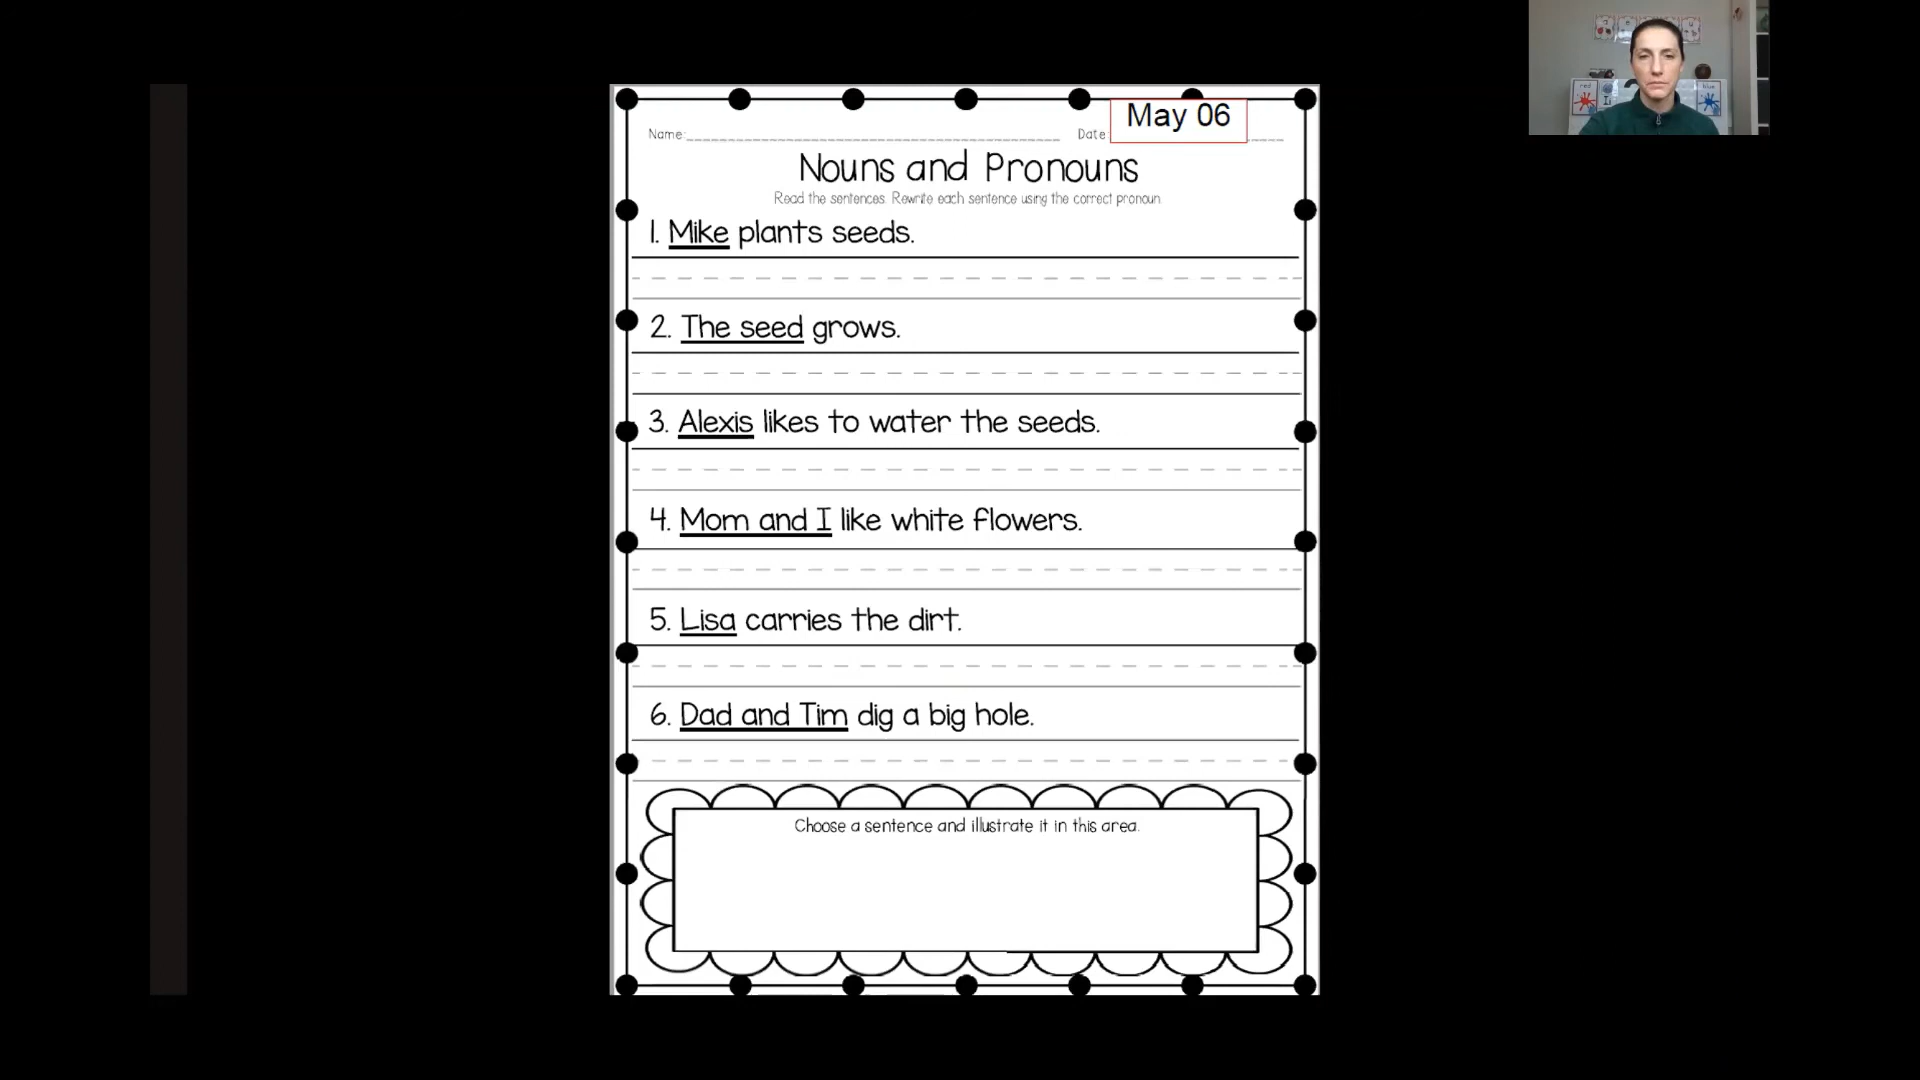 May 06
Name:
Date:
Nouns and Pronouns
Read the sentences. Rewrite each sentence using the correct pronoun.
1. Mike plants seeds.
2. The seed grows.
3. Alexis likes to water the seeds.
4. Mom and I like white flowers.
5. Lisa carries the dirt.
6. Dad and Tim dig a big hole.
Choose a sentence and illustrate it in this area.
red
blue